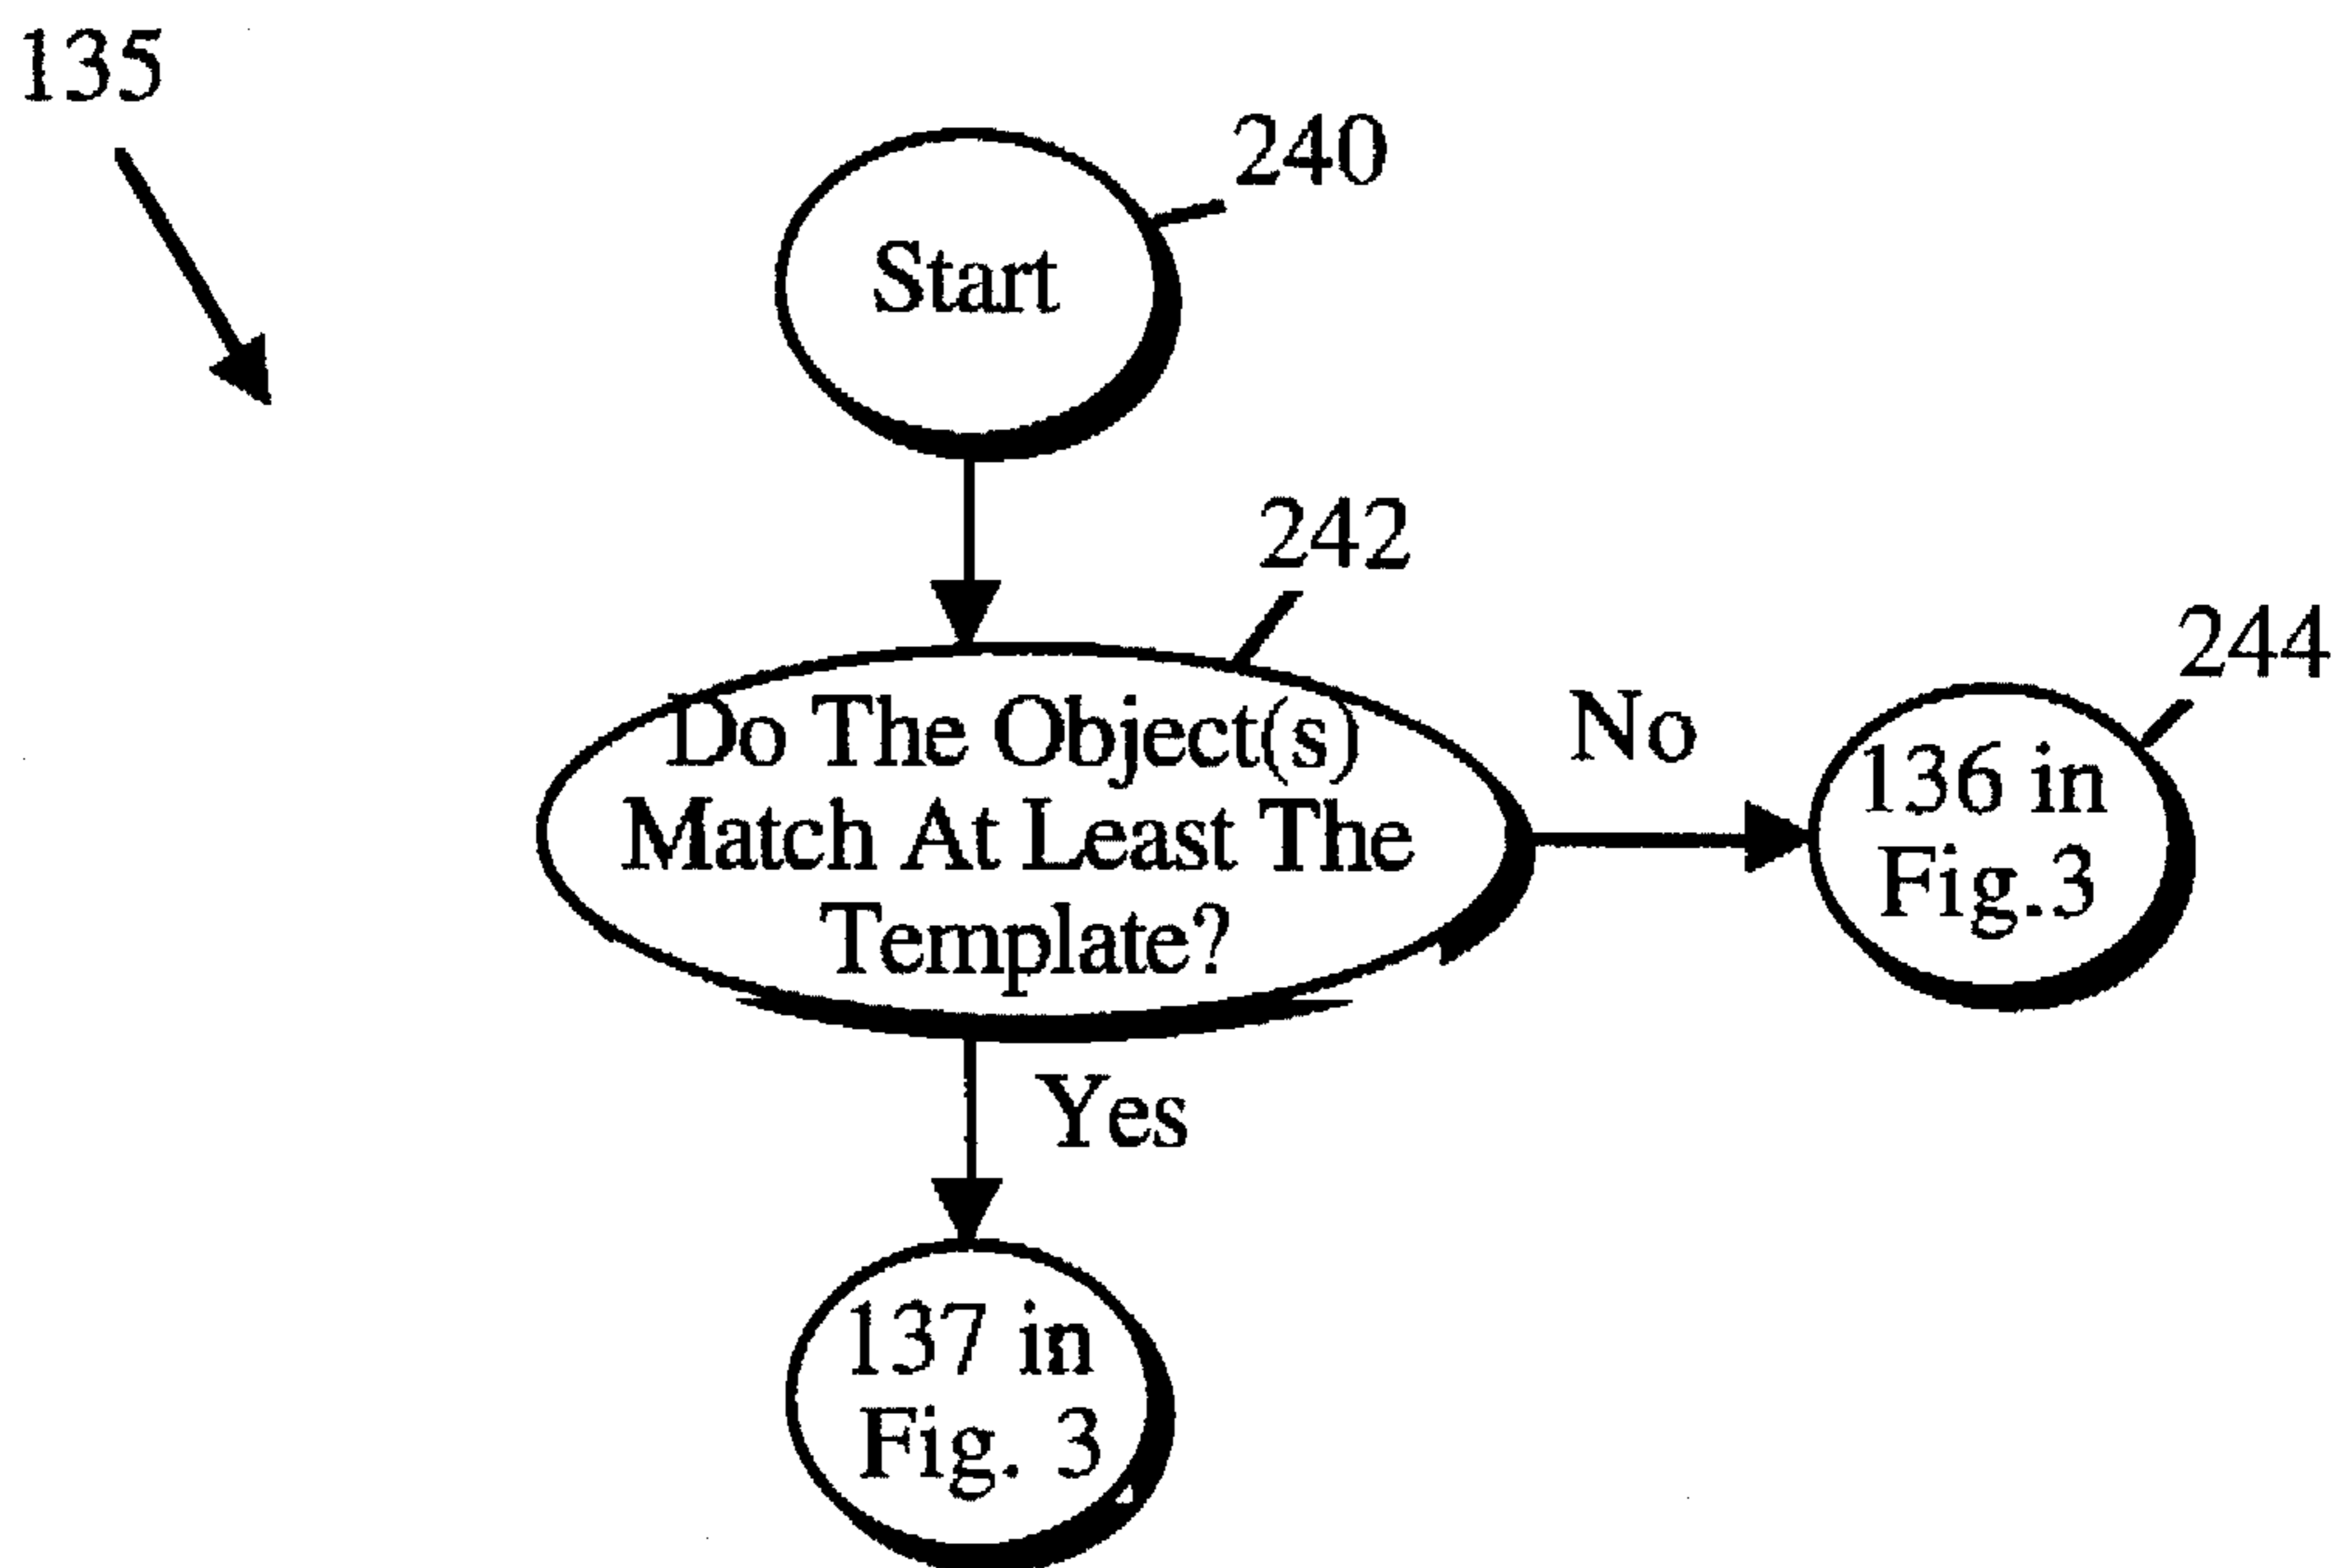 135
240
Start
242
244
Do The Object(s)
Match At Least The
Template?
No
136 in
Fig.3
Yes
137 in
Fig. 3